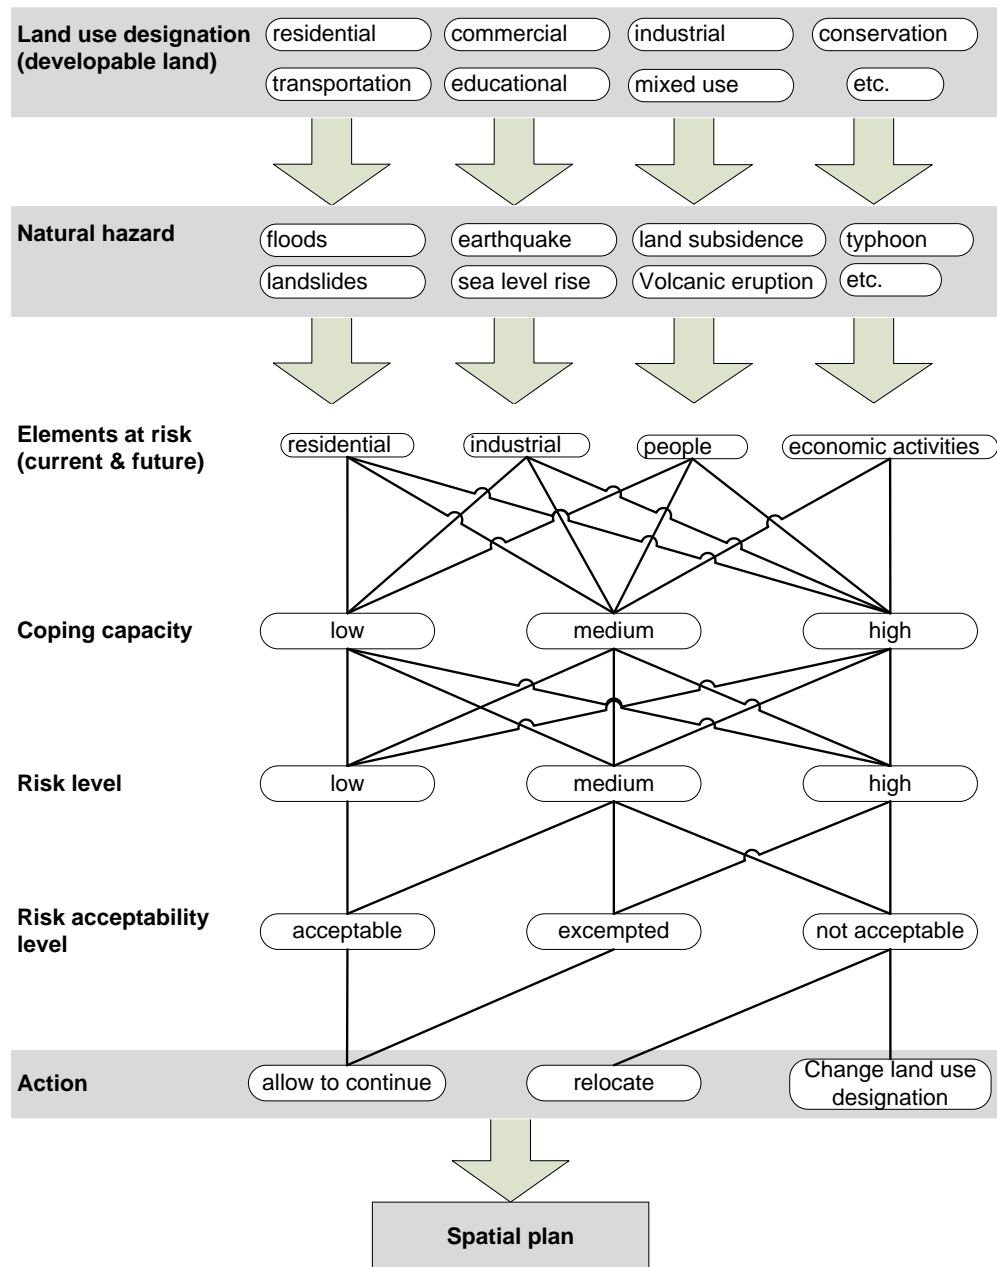 Land use designation
(developable land)
residential
commercial
industrial
conservation
transportation
educational
mixed use
etc.
Natural hazard
floods
earthquake
land subsidence
typhoon
landslides
sea level rise
Volcanic eruption
etc.
Elements at risk
(current & future)
residential
industrial
people
economic activities
Coping capacity
low
medium
high
Risk level
low
medium
high
Risk acceptability
level
acceptable
excempted
not acceptable
Action
allow to continue
relocate
Change land use
designation
Spatial plan